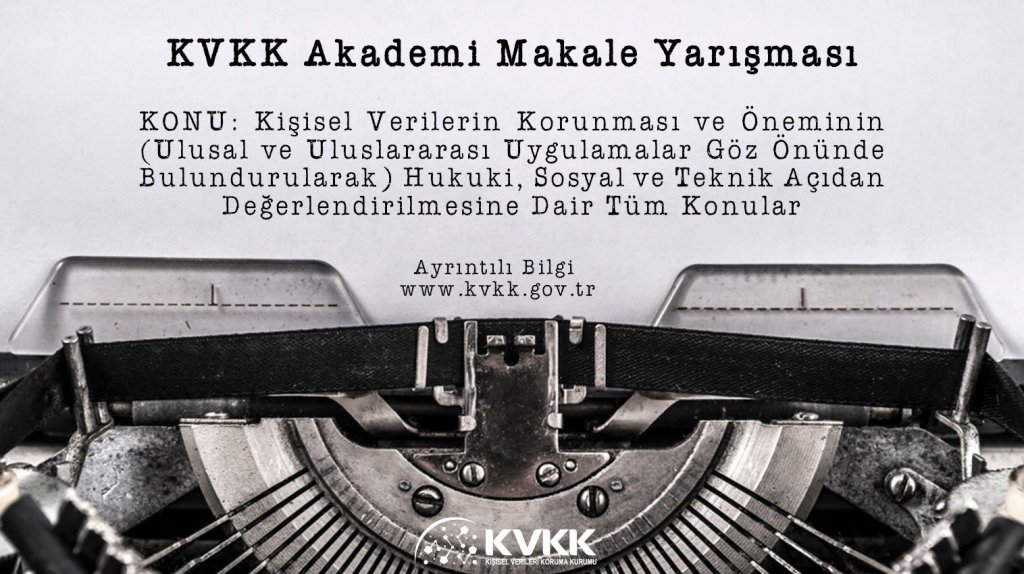 KVKK Akademi Makale Yarışması
KONU: Kişisel Verilerin Korunması ve Öneminin
(Ulusal ve Uluslararası Uygulamalar Göz Önünde
Bulundurularak) Hukuki, Sosyal ve Teknik Açıdan
Değerlendirilmesine Dair Tüm Konular
Ayrıntılı Bilgi
www.kvkk.gov.tr
KVKK
KİŞİSEL VERİLERİ KORUMA KURUMU